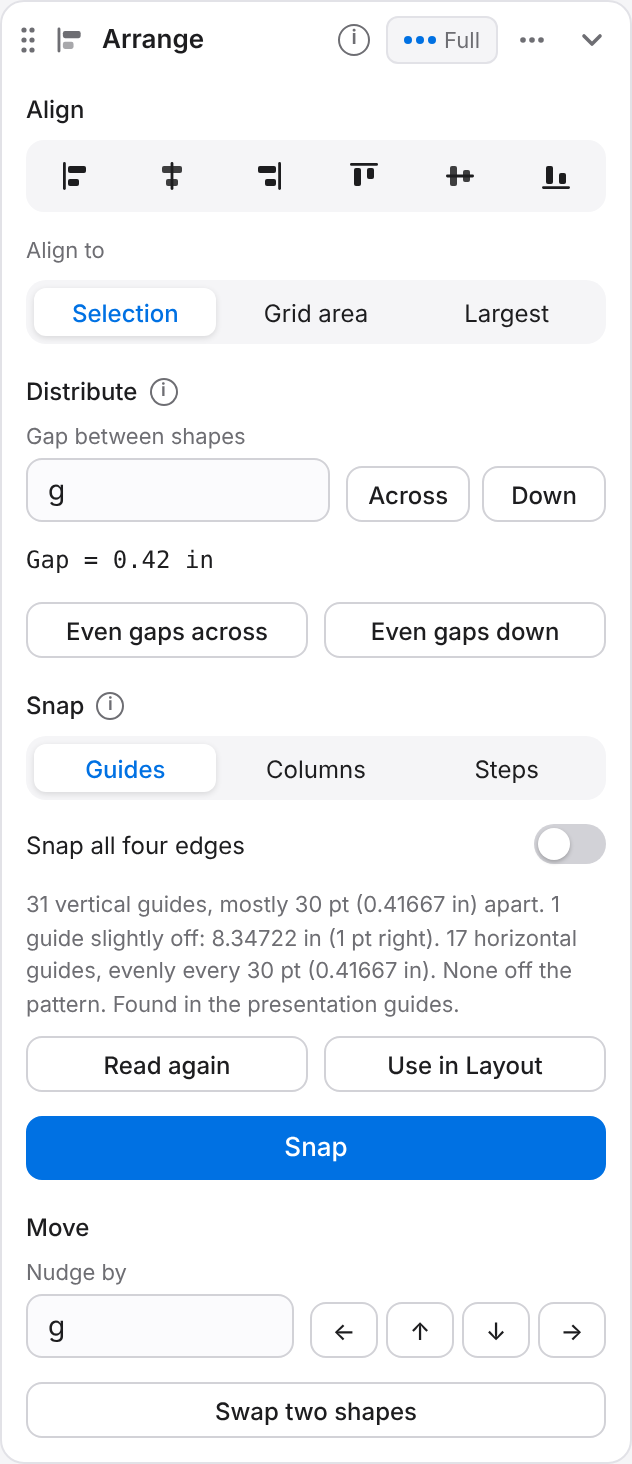 Arrange
Full
Align
Align to
Selection Grid area Largest
Distribute
Gap between shapes
g Across Down
Gap = 0.42 in
Even gaps across Even gaps down
Snap
Guides Columns Steps
Snap all four edges
31 vertical guides, mostly 30 pt (0.41667 in) apart. 1
guide slightly off: 8.34722 in (1 pt right). 17 horizontal
guides, evenly every 30 pt (0.41667 in). None off the
pattern. Found in the presentation guides.
Read again Use in Layout
Snap
Move
Nudge by
g ← ↑ ↓ →
Swap two shapes